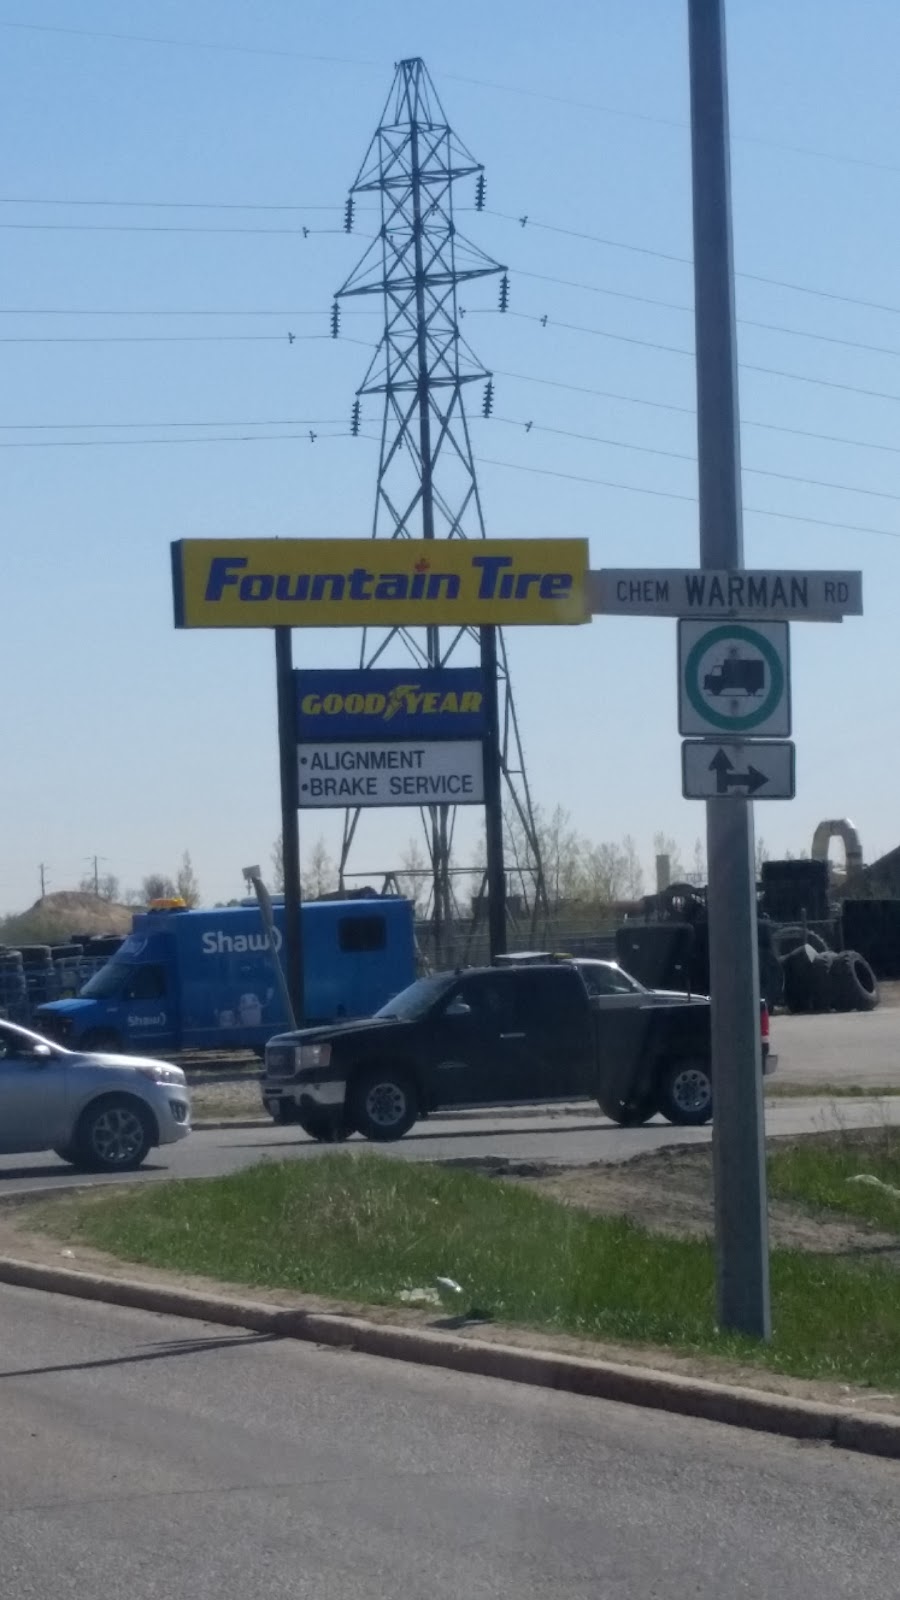 Fountain Tire
CHEM WARMAN RD
GOODYEAR
•ALIGNMENT
•BRAKE SERVICE
Shaw)
Shaw)